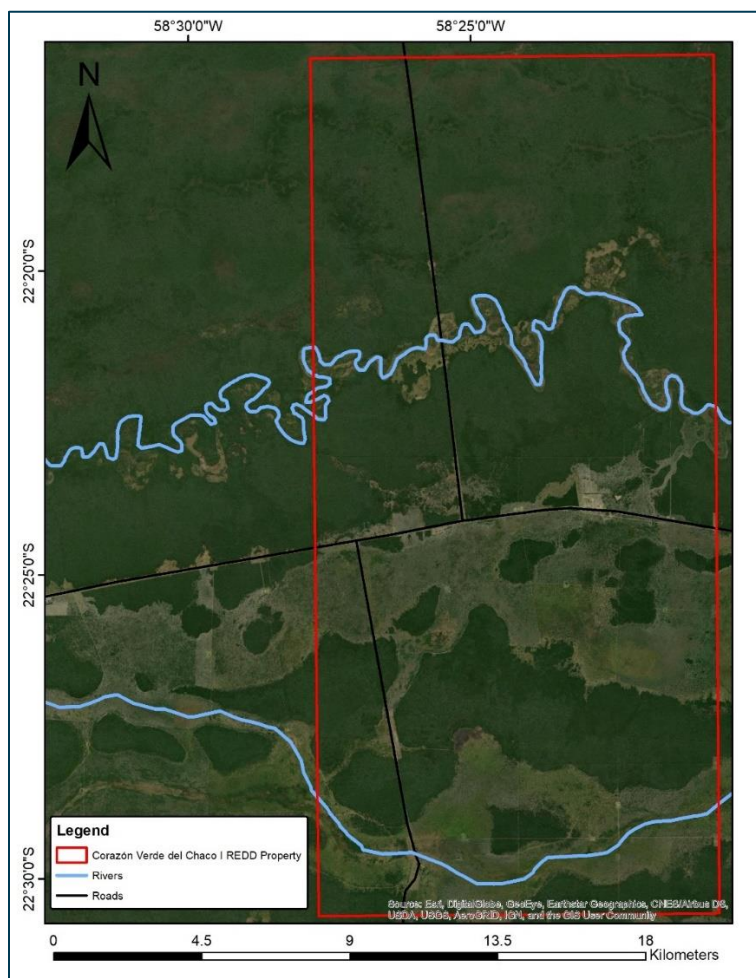 58°30'0"W
58°25'0"W
N
22°20'0"S
22°25'0"S
22°30'0"S
Legend
Corazón Verde del Chaco I REDD Property
Rivers
Roads
Source: Esri, DigitalGlobe, GeoEye, Earthstar Geographics, CNES/Airbus DS,
USDA, USGS, AeroGRID, IGN, and the GIS User Community
0
4.5
9
13.5
18
Kilometers